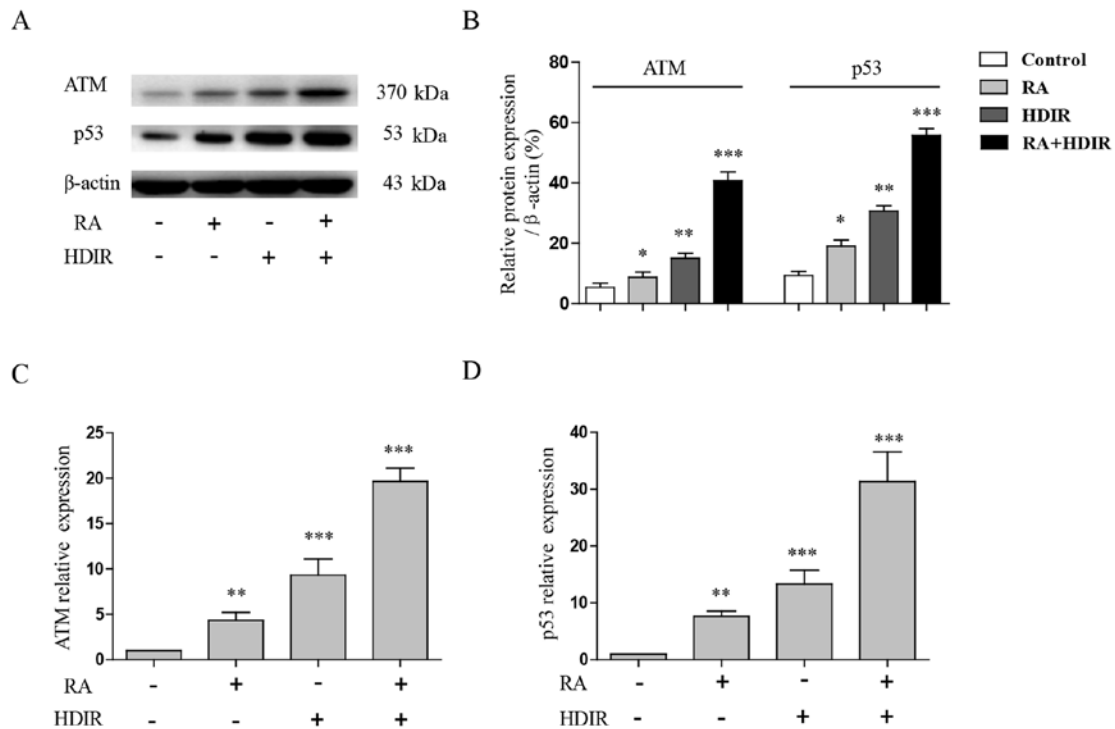 A
ATM
370 kDa
p53
53 kDa
β-actin
43 kDa
RA - + - +
HDIR - - + +
B
Relative protein expression
/ β -actin (%)
80
60
40
20
0
ATM
p53
* ** ***
* ** ***
Control
RA
HDIR
RA+HDIR
C
ATM relative expression
25
20
15
10
5
0
** *** ***
RA - + - +
HDIR - - + +
D
p53 relative expression
40
30
20
10
0
** *** ***
RA - + - +
HDIR - - + +